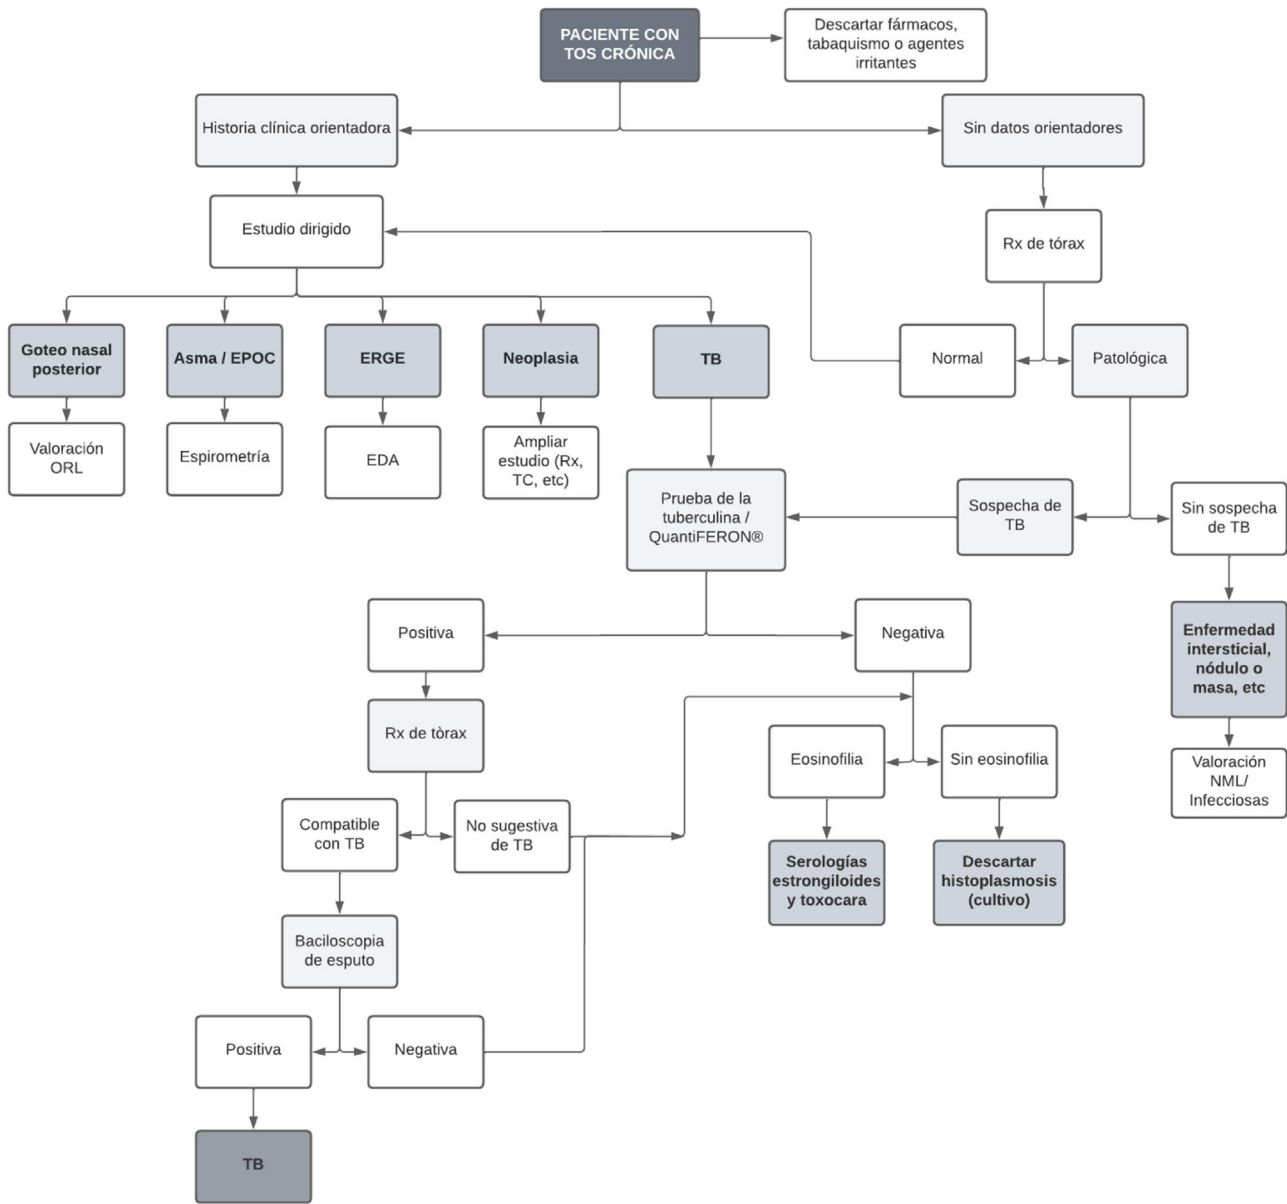 PACIENTE CON
TOS CRÓNICA
Descartar fármacos,
tabaquismo o agentes
irritantes
Historia clínica orientadora
Sin datos orientadores
Estudio dirigido
Rx de tórax
Goteo nasal
posterior
Asma / EPOC
ERGE
Neoplasia
TB
Normal
Patológica
Valoración
ORL
Espirometría
EDA
Ampliar
estudio (Rx,
TC, etc)
Prueba de la
tuberculina /
QuantiFERON®
Sospecha de
TB
Sin sospecha
de TB
Positiva
Negativa
Enfermedad
intersticial,
nódulo o
masa, etc
Rx de tòrax
Eosinofilia
Sin eosinofilia
Valoración
NML/
Infecciosas
Compatible
con TB
No sugestiva
de TB
Serologías
estrongiloides
y toxocara
Descartar
histoplasmosis
(cultivo)
Baciloscopia
de esputo
Positiva
Negativa
TB